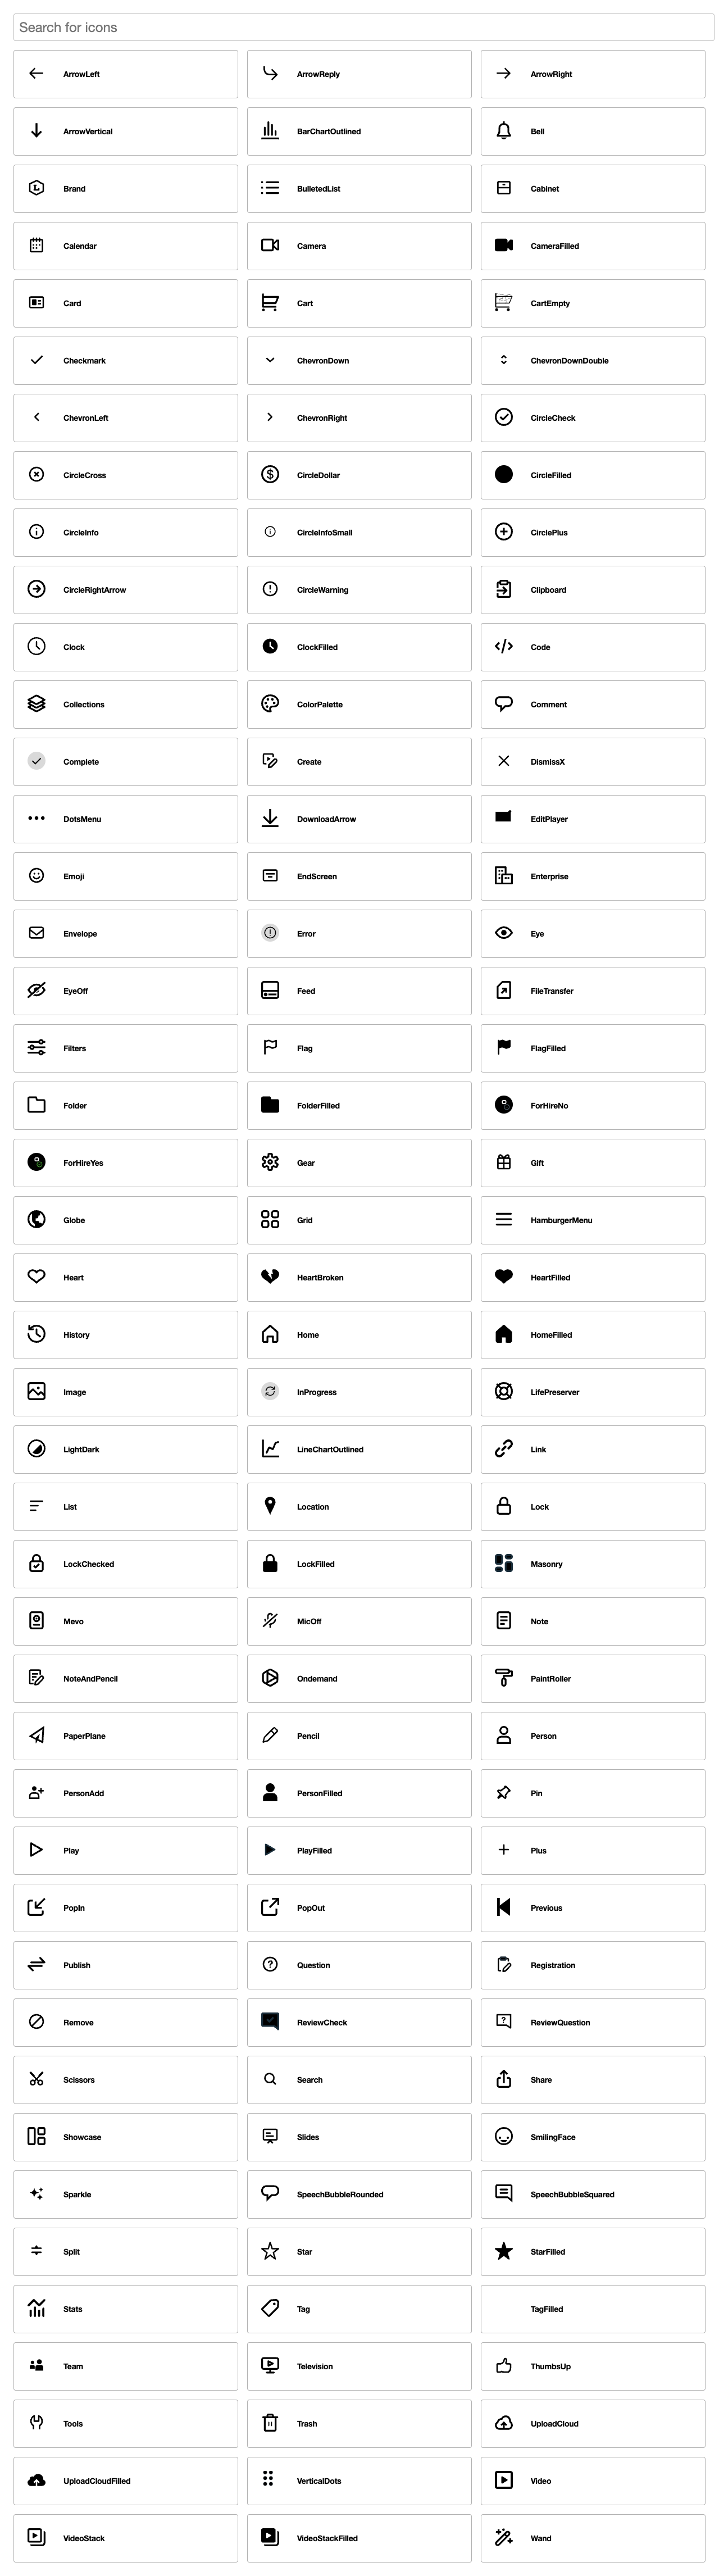 Search for icons
ArrowLeft
ArrowReply
ArrowRight
ArrowVertical
BarChartOutlined
Bell
Brand
BulletedList
Cabinet
Calendar
Camera
CameraFilled
Card
Cart
CartEmpty
Checkmark
ChevronDown
ChevronDownDouble
ChevronLeft
ChevronRight
CircleCheck
CircleCross
CircleDollar
CircleFilled
CircleInfo
CircleInfoSmall
CirclePlus
CircleRightArrow
CircleWarning
Clipboard
Clock
ClockFilled
Code
Collections
ColorPalette
Comment
Complete
Create
DismissX
DotsMenu
DownloadArrow
EditPlayer
Emoji
EndScreen
Enterprise
Envelope
Error
Eye
EyeOff
Feed
FileTransfer
Filters
Flag
FlagFilled
Folder
FolderFilled
ForHireNo
ForHireYes
Gear
Gift
Globe
Grid
HamburgerMenu
Heart
HeartBroken
HeartFilled
History
Home
HomeFilled
Image
InProgress
LifePreserver
LightDark
LineChartOutlined
Link
List
Location
Lock
LockChecked
LockFilled
Masonry
Mevo
MicOff
Note
NoteAndPencil
Ondemand
PaintRoller
PaperPlane
Pencil
Person
PersonAdd
PersonFilled
Pin
Play
PlayFilled
Plus
PopIn
PopOut
Previous
Publish
Question
Registration
Remove
ReviewCheck
ReviewQuestion
Scissors
Search
Share
Showcase
Slides
SmilingFace
Sparkle
SpeechBubbleRounded
SpeechBubbleSquared
Split
Star
StarFilled
Stats
Tag
TagFilled
Team
Television
ThumbsUp
Tools
Trash
UploadCloud
UploadCloudFilled
VerticalDots
Video
VideoStack
VideoStackFilled
Wand